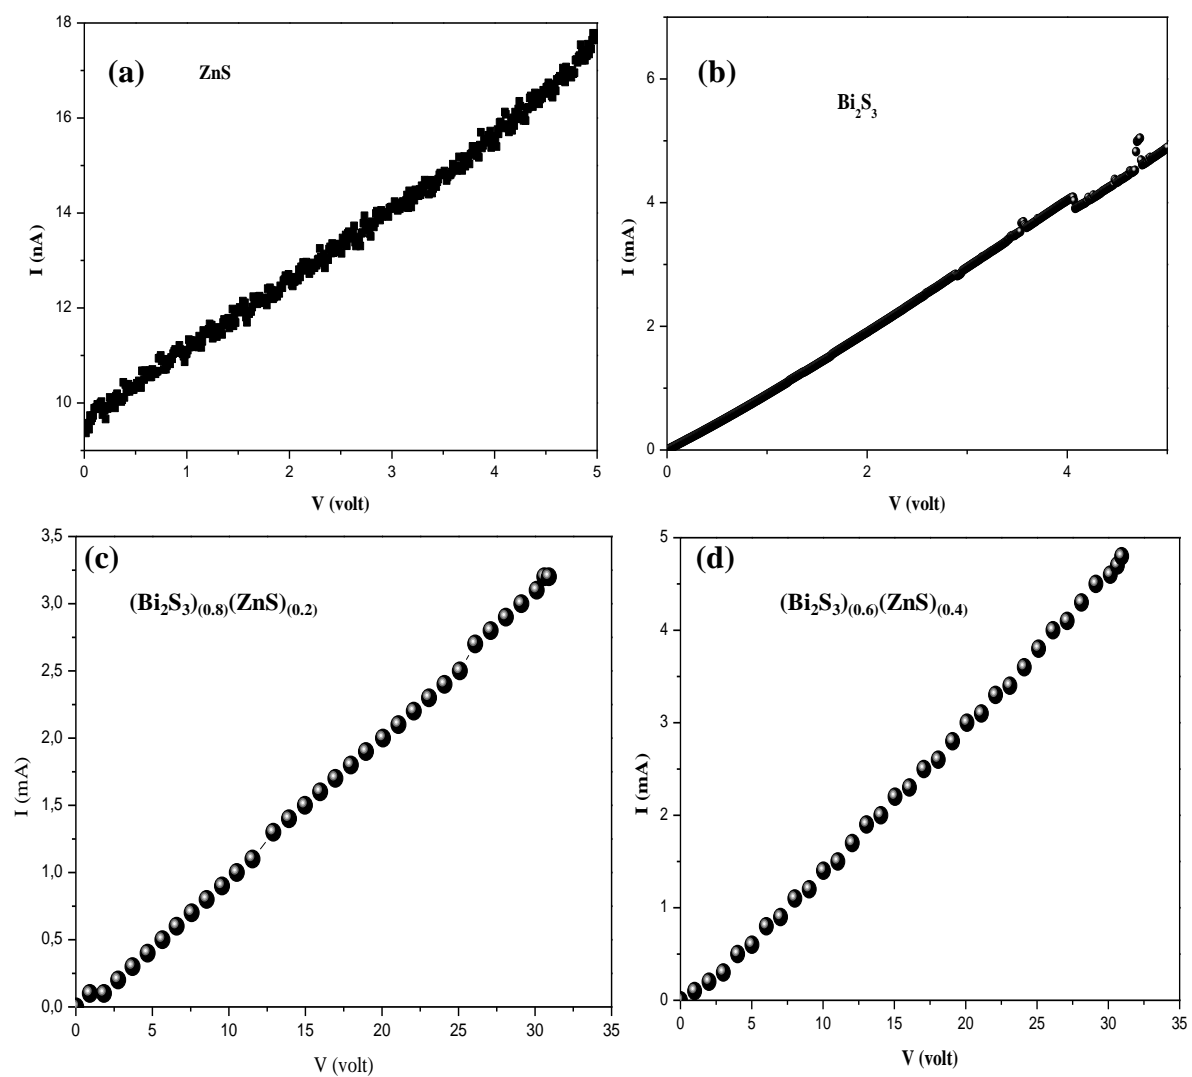 (a)
ZnS
18
16
14
12
10
I (nA)
0 1 2 3 4 5
V (volt)
(b)
Bi₂S₃
6
4
2
0
I (mA)
0 2 4
V (volt)
(c)
(Bi₂S₃)₍₀.₈₎(ZnS)₍₀.₂₎
3,5
3,0
2,5
2,0
1,5
1,0
0,5
0,0
I (mA)
0 5 10 15 20 25 30 35
V (volt)
(d)
(Bi₂S₃)₍₀.₆₎(ZnS)₍₀.₄₎
5
4
3
2
1
0
I (mA)
0 5 10 15 20 25 30 35
V (volt)